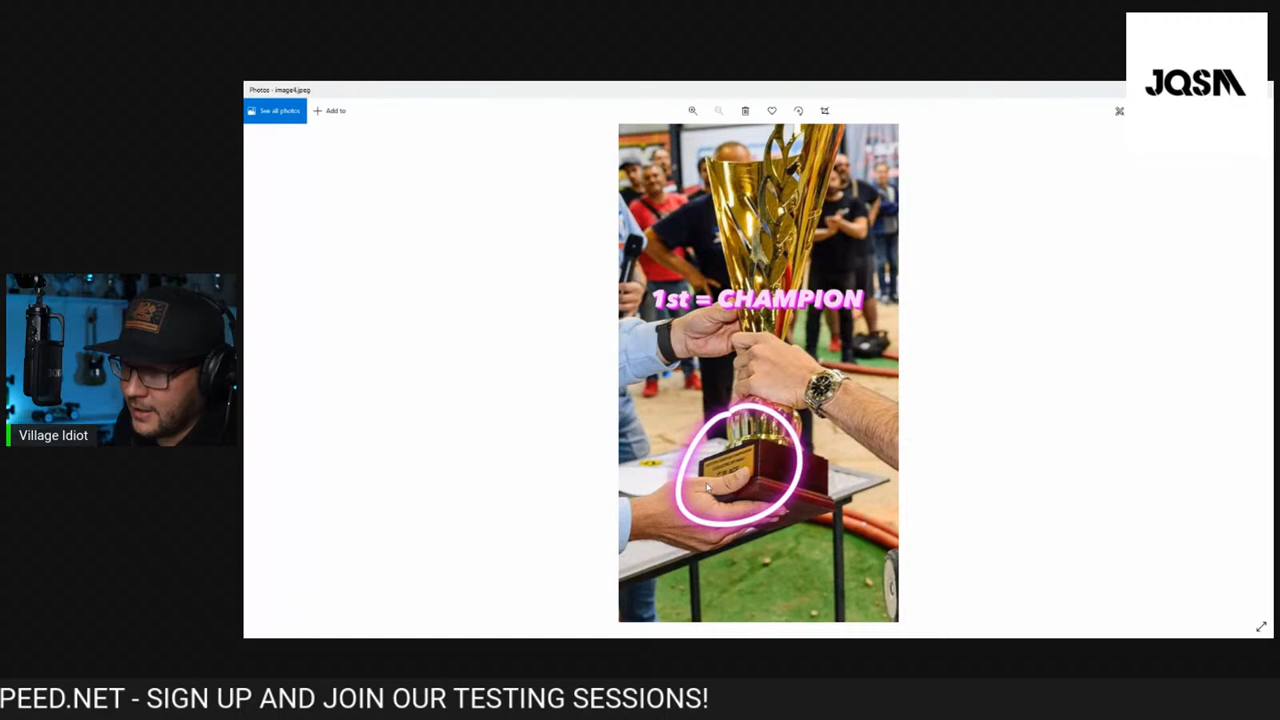 JQSM
Photos - image4.jpeg
See all photos
Add to
1st = CHAMPION
Village Idiot
PEED.NET - SIGN UP AND JOIN OUR TESTING SESSIONS!